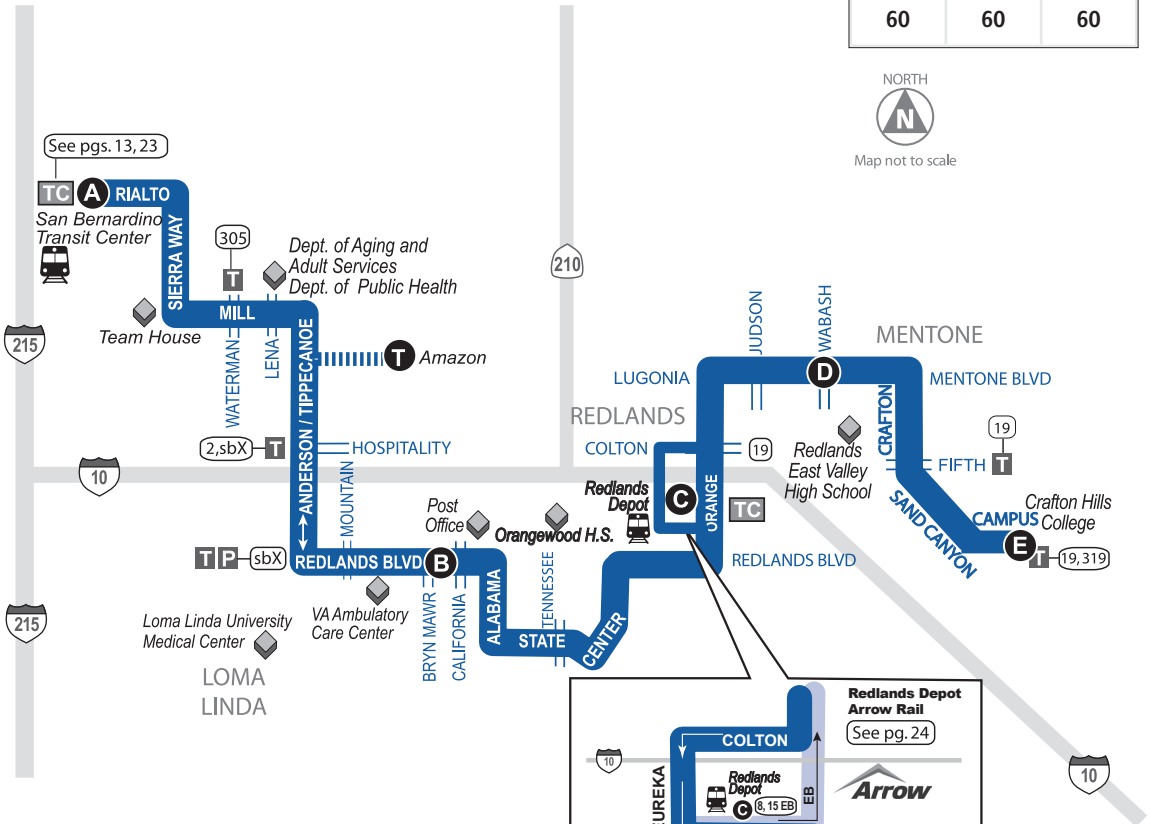 60 60 60
NORTH
N
Map not to scale
See pgs. 13, 23
TC A RIALTO
San Bernardino
Transit Center
SIERRA WAY
305
T
Dept. of Aging and
Adult Services
Dept. of Public Health
210
215
Team House
MILL
WATERMAN
LENA
ANDERSON / TIPPECANOE
T Amazon
JUDSON
WABASH
MENTONE
LUGONIA
D
MENTONE BLVD
REDLANDS
CRAFTON
2,sbX T
HOSPITALITY
COLTON
19
Redlands
East Valley
High School
19
T
FIFTH
10
MOUNTAIN
Post
Office
Redlands
Depot
C
ORANGE
TC
Orangewood H.S.
SAND CANYON
CAMPUS
Crafton Hills
College
E
T 19,319
T P sbX
REDLANDS BLVD
B
TENNESSEE
REDLANDS BLVD
215
Loma Linda University
Medical Center
VA Ambulatory
Care Center
BRYN MAWR
CALIFORNIA
ALABAMA
STATE
CENTER
LOMA
LINDA
Redlands Depot
Arrow Rail
See pg. 24
COLTON
10
EUREKA
Redlands
Depot
C 8, 15 EB
EB
Arrow
10